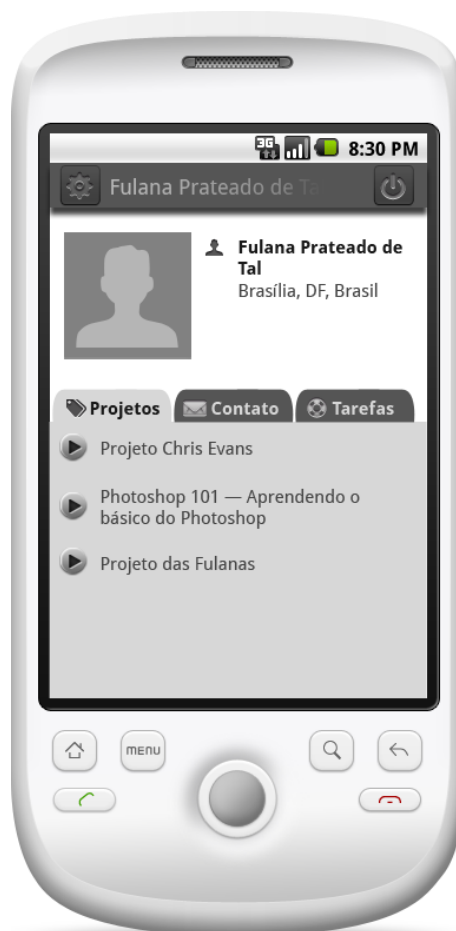 3G
8:30 PM
Fulana Prateado de Ta
Fulana Prateado de
Tal
Brasília, DF, Brasil
Projetos
Contato
Tarefas
Projeto Chris Evans
Photoshop 101 — Aprendendo o
básico do Photoshop
Projeto das Fulanas
MENU